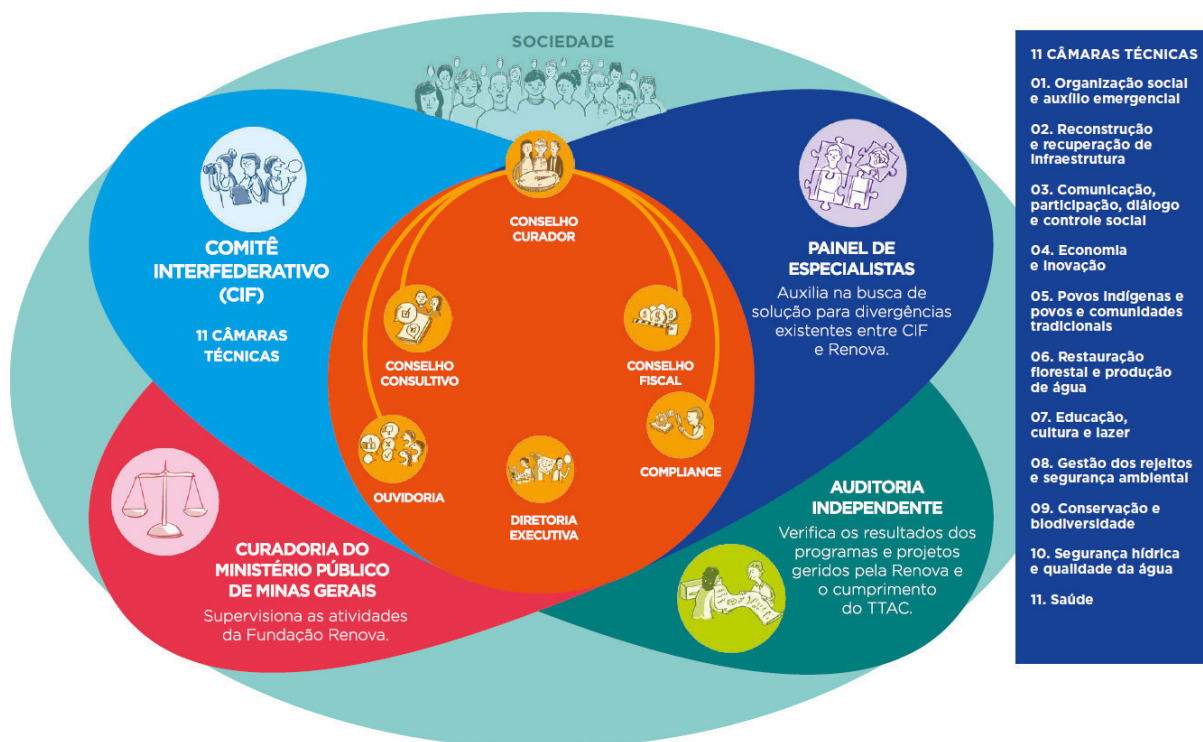 SOCIEDADE
COMITÊ
INTERFEDERATIVO
(CIF)
11 CÂMARAS
TÉCNICAS
CONSELHO
CURADOR
CONSELHO
CONSULTIVO
CONSELHO
FISCAL
OUVIDORIA
COMPLIANCE
DIRETORIA
EXECUTIVA
PAINEL DE
ESPECIALISTAS
Auxilia na busca de
solução para divergências
existentes entre CIF
e Renova.
CURADORIA DO
MINISTÉRIO PÚBLICO
DE MINAS GERAIS
Supervisiona as atividades
da Fundação Renova.
AUDITORIA
INDEPENDENTE
Verifica os resultados dos
programas e projetos
geridos pela Renova e
o cumprimento
do TTAC.
11 CÂMARAS TÉCNICAS
01. Organização social
e auxílio emergencial
02. Reconstrução
e recuperação de
infraestrutura
03. Comunicação,
participação, diálogo
e controle social
04. Economia
e inovação
05. Povos indígenas e
povos e comunidades
tradicionais
06. Restauração
florestal e produção
de água
07. Educação,
cultura e lazer
08. Gestão dos rejeitos
e segurança ambiental
09. Conservação e
biodiversidade
10. Segurança hídrica
e qualidade da água
11. Saúde